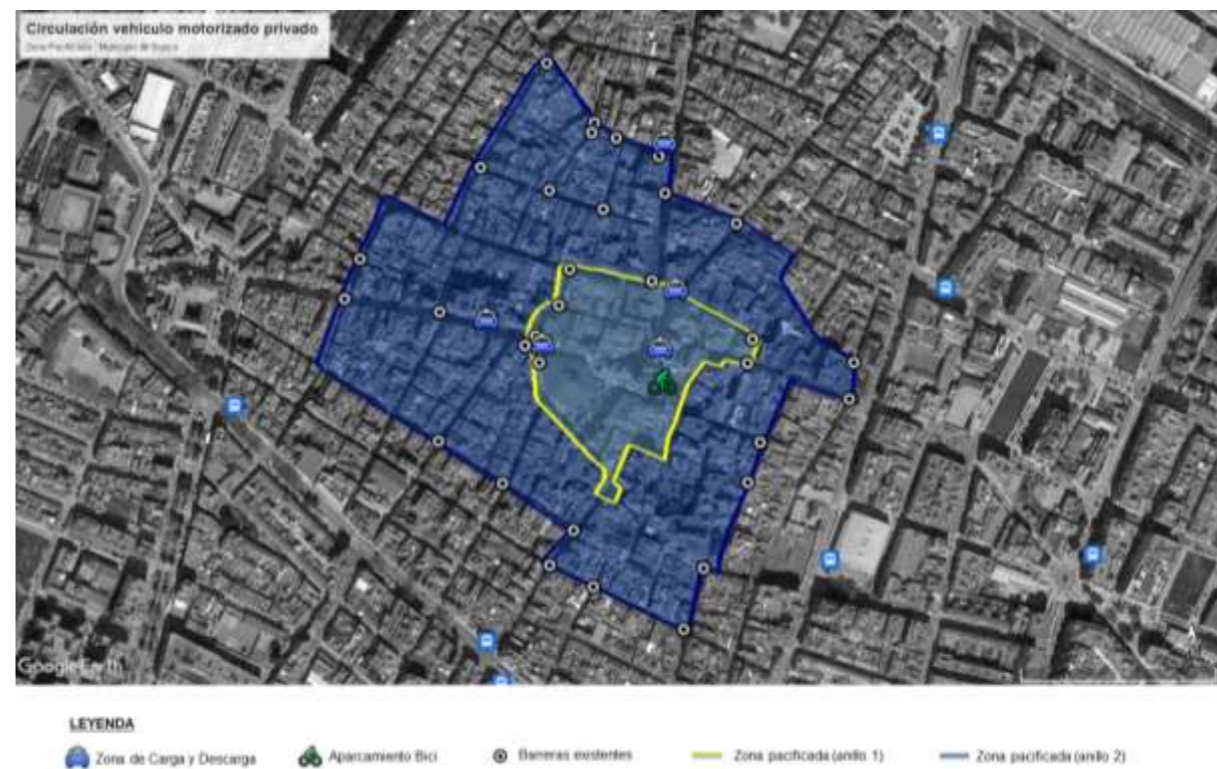 Circulación vehiculo motorizado privado
Google Earth
LEYENDA
Zona de Carga y Descarga
Aparcamiento Bici
Barreras existentes
Zona pacificada (anillo 1)
Zona pacificada (anillo 2)